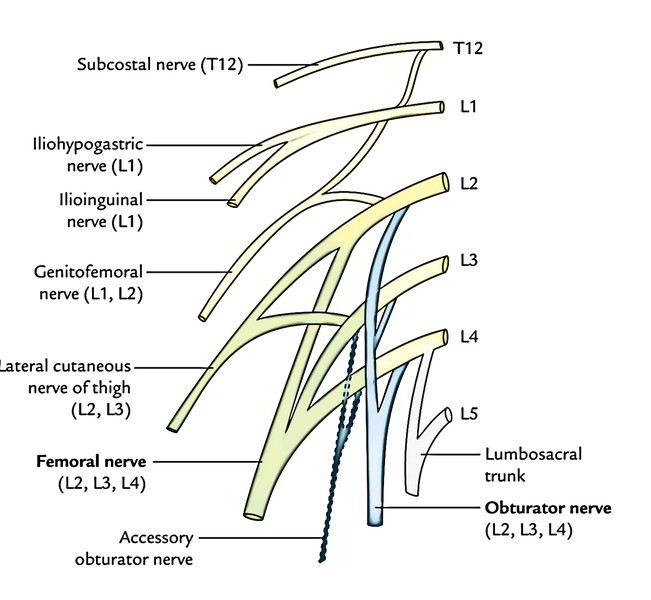 Subcostal nerve (T12)
T12
L1
Iliohypogastric
nerve (L1)
Ilioinguinal
nerve (L1)
L2
Genitofemoral
nerve (L1, L2)
L3
L4
Lateral cutaneous
nerve of thigh
(L2, L3)
L5
Femoral nerve
(L2, L3, L4)
Lumbosacral
trunk
Obturator nerve
(L2, L3, L4)
Accessory
obturator nerve